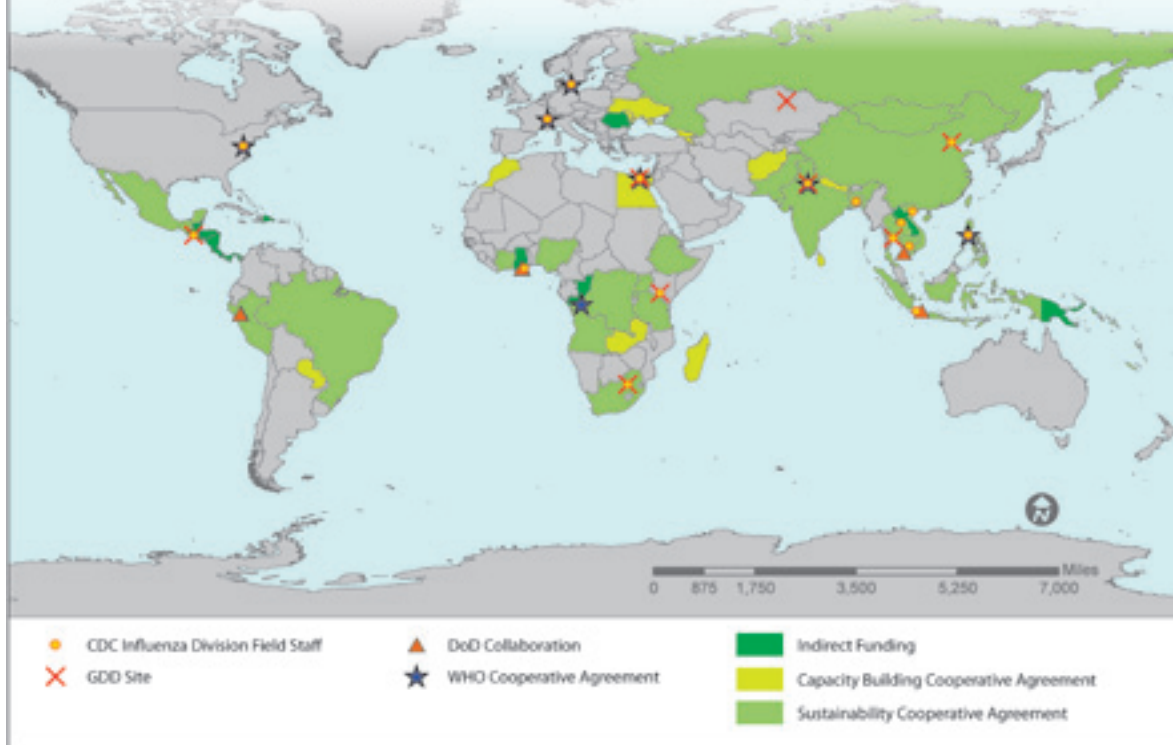 N
0 875 1,750 3,500 5,250 7,000 Miles
CDC Influenza Division Field Staff
GDD Site
DoD Collaboration
WHO Cooperative Agreement
Indirect Funding
Capacity Building Cooperative Agreement
Sustainability Cooperative Agreement